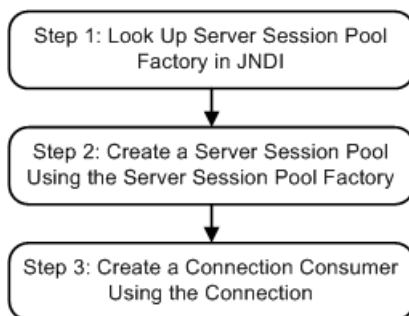 Step 1: Look Up Server Session Pool
Factory in JNDI
Step 2: Create a Server Session Pool
Using the Server Session Pool Factory
Step 3: Create a Connection Consumer
Using the Connection